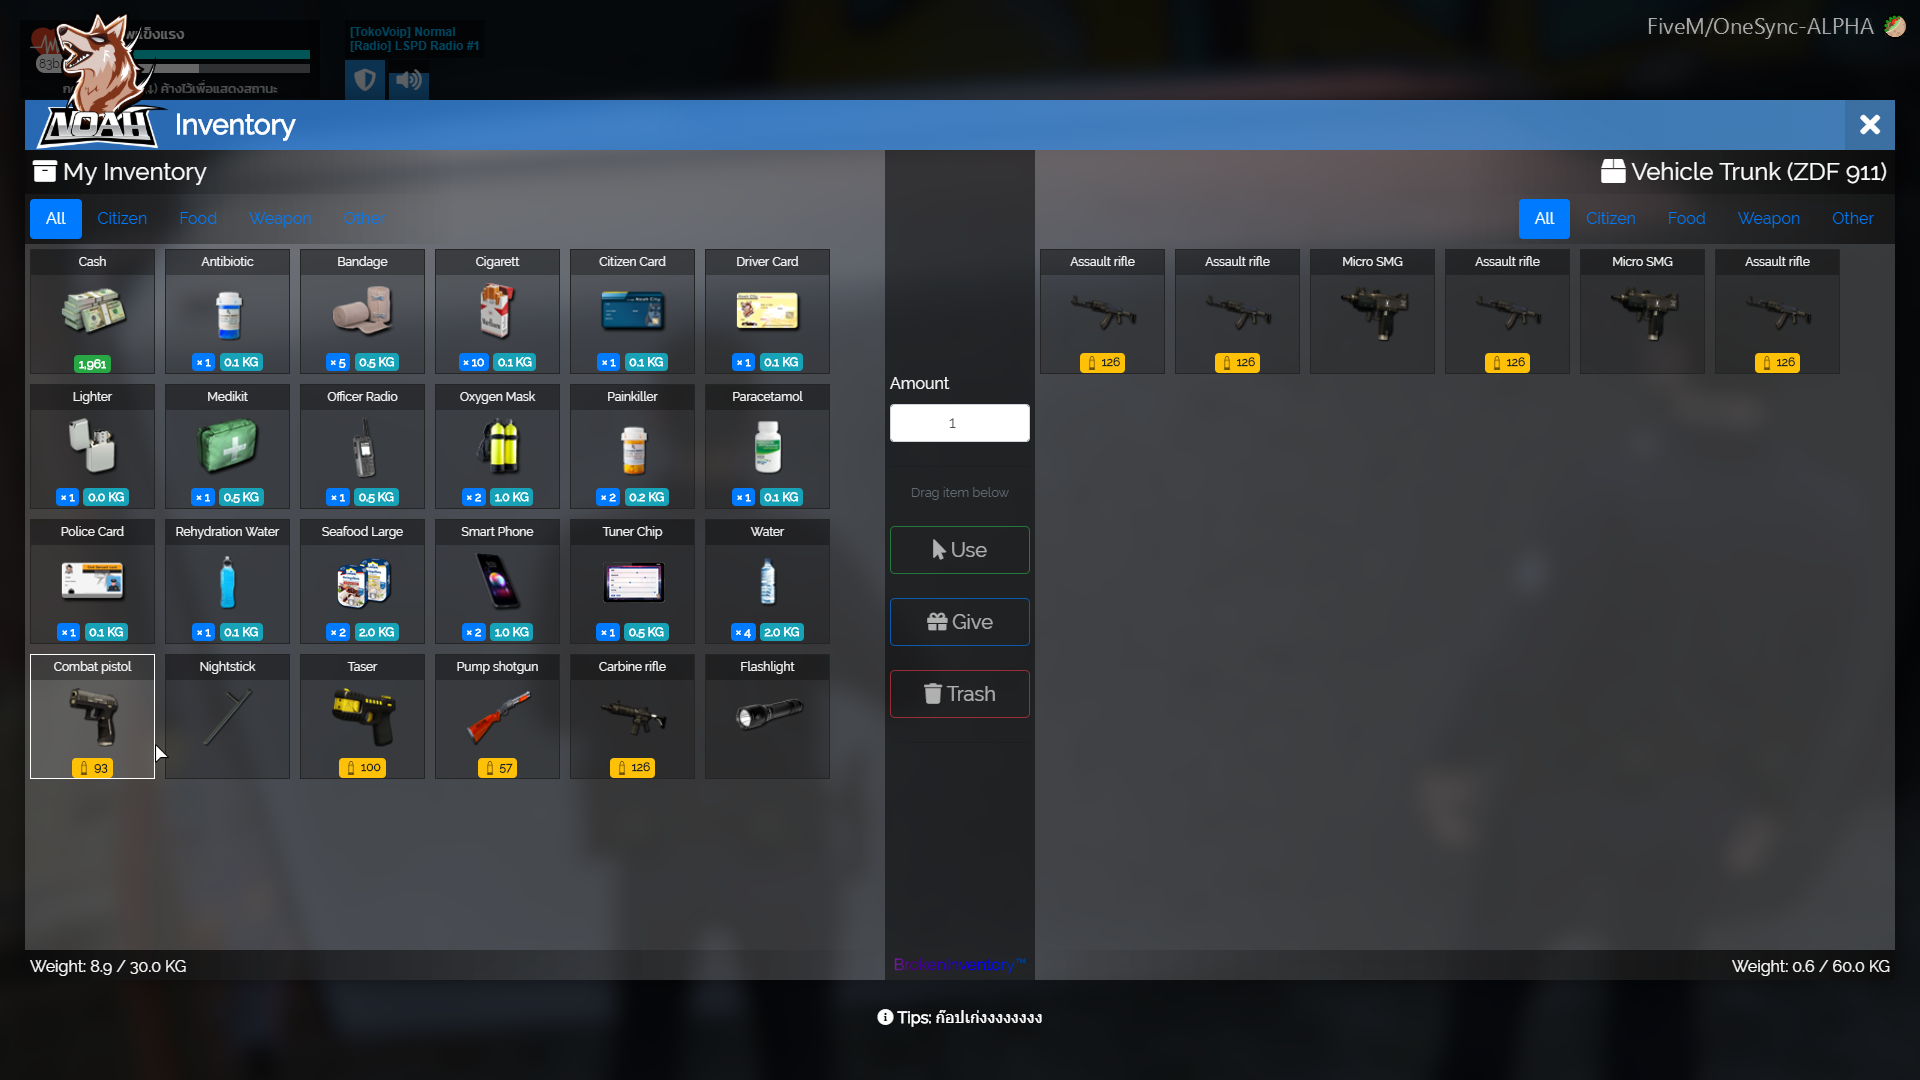 พแข็งแรง
[TokoVoip] Normal
[Radio] LSPD Radio #1
FiveM/OneSync-ALPHA
ค้างไว้เพื่อแสดงสถานะ
NOAH
Inventory
My Inventory
All Citizen Food Weapon Other
Cash Antibiotic Bandage Cigarett Citizen Card Driver Card
1,961 × 1 0.1 KG × 5 0.5 KG × 10 0.1 KG × 1 0.1 KG × 1 0.1 KG
Lighter Medikit Officer Radio Oxygen Mask Painkiller Paracetamol
× 1 0.0 KG × 1 0.5 KG × 1 0.5 KG × 2 1.0 KG × 2 0.2 KG × 1 0.1 KG
Police Card Rehydration Water Seafood Large Smart Phone Tuner Chip Water
× 1 0.1 KG × 1 0.1 KG × 2 2.0 KG × 2 1.0 KG × 1 0.5 KG × 4 2.0 KG
Combat pistol Nightstick Taser Pump shotgun Carbine rifle Flashlight
93 100 57 126
Weight: 8.9 / 30.0 KG
Amount
1
Drag item below
Use
Give
Trash
BrokenInventory™
Vehicle Trunk (ZDF 911)
All Citizen Food Weapon Other
Assault rifle Assault rifle Micro SMG Assault rifle Micro SMG Assault rifle
126 126 126 126
Weight: 0.6 / 60.0 KG
Tips: ก๊อปเก่งงงงงงงง